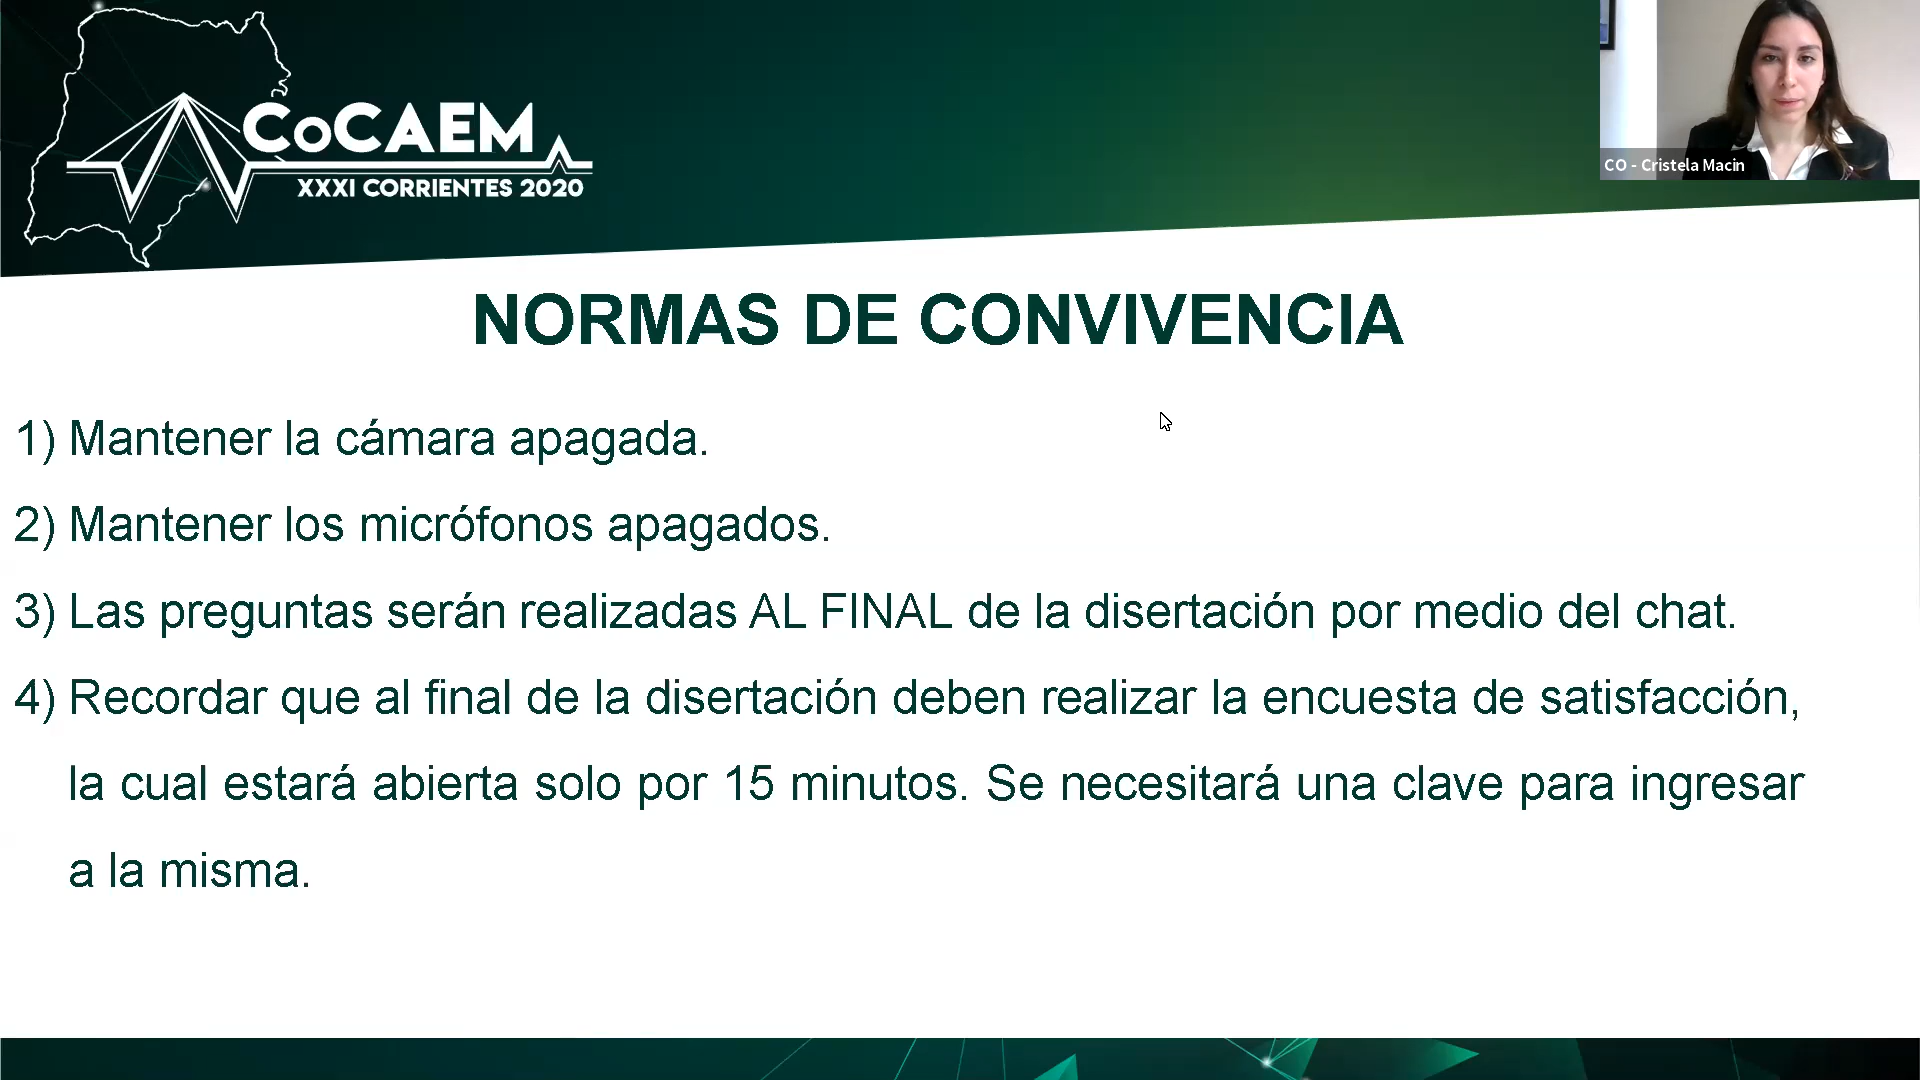 CoCAEM
XXXI CORRIENTES 2020
CO - Cristela Macin
NORMAS DE CONVIVENCIA
1) Mantener la cámara apagada.
2) Mantener los micrófonos apagados.
3) Las preguntas serán realizadas AL FINAL de la disertación por medio del chat.
4) Recordar que al final de la disertación deben realizar la encuesta de satisfacción,
la cual estará abierta solo por 15 minutos. Se necesitará una clave para ingresar
a la misma.